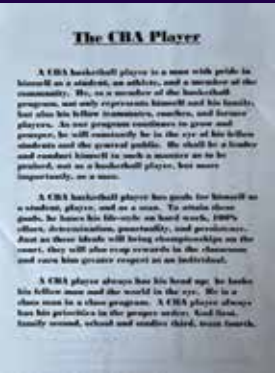 The CBA Player
A CBA basketball player is a man with pride in
himself as a student, an athlete, and a member of the
community. He, as a member of the basketball
program, not only represents himself and his family,
but also his fellow teammates, coaches, and former
players. As our program continues to grow and
prosper, he will constantly be in the eye of his fellow
students and the general public. He shall be a leader
and conduct himself in such a manner as to be
praised, not as a basketball player, but more
importantly, as a man.
A CBA basketball player has goals for himself as
a student, player, and as a man. To attain these
goals, he bases his life-style on hard work, 100%
effort, determination, punctuality, and persistence.
Just as these ideals will bring championships on the
court, they will also reap rewards in the classroom
and earn him greater respect as an individual.
A CBA player always has his head up; he looks
his fellow man and the world in the eye. He is a
class man in a class program. A CBA player always
has his priorities in the proper order: God first,
family second, school and studies third, team fourth.